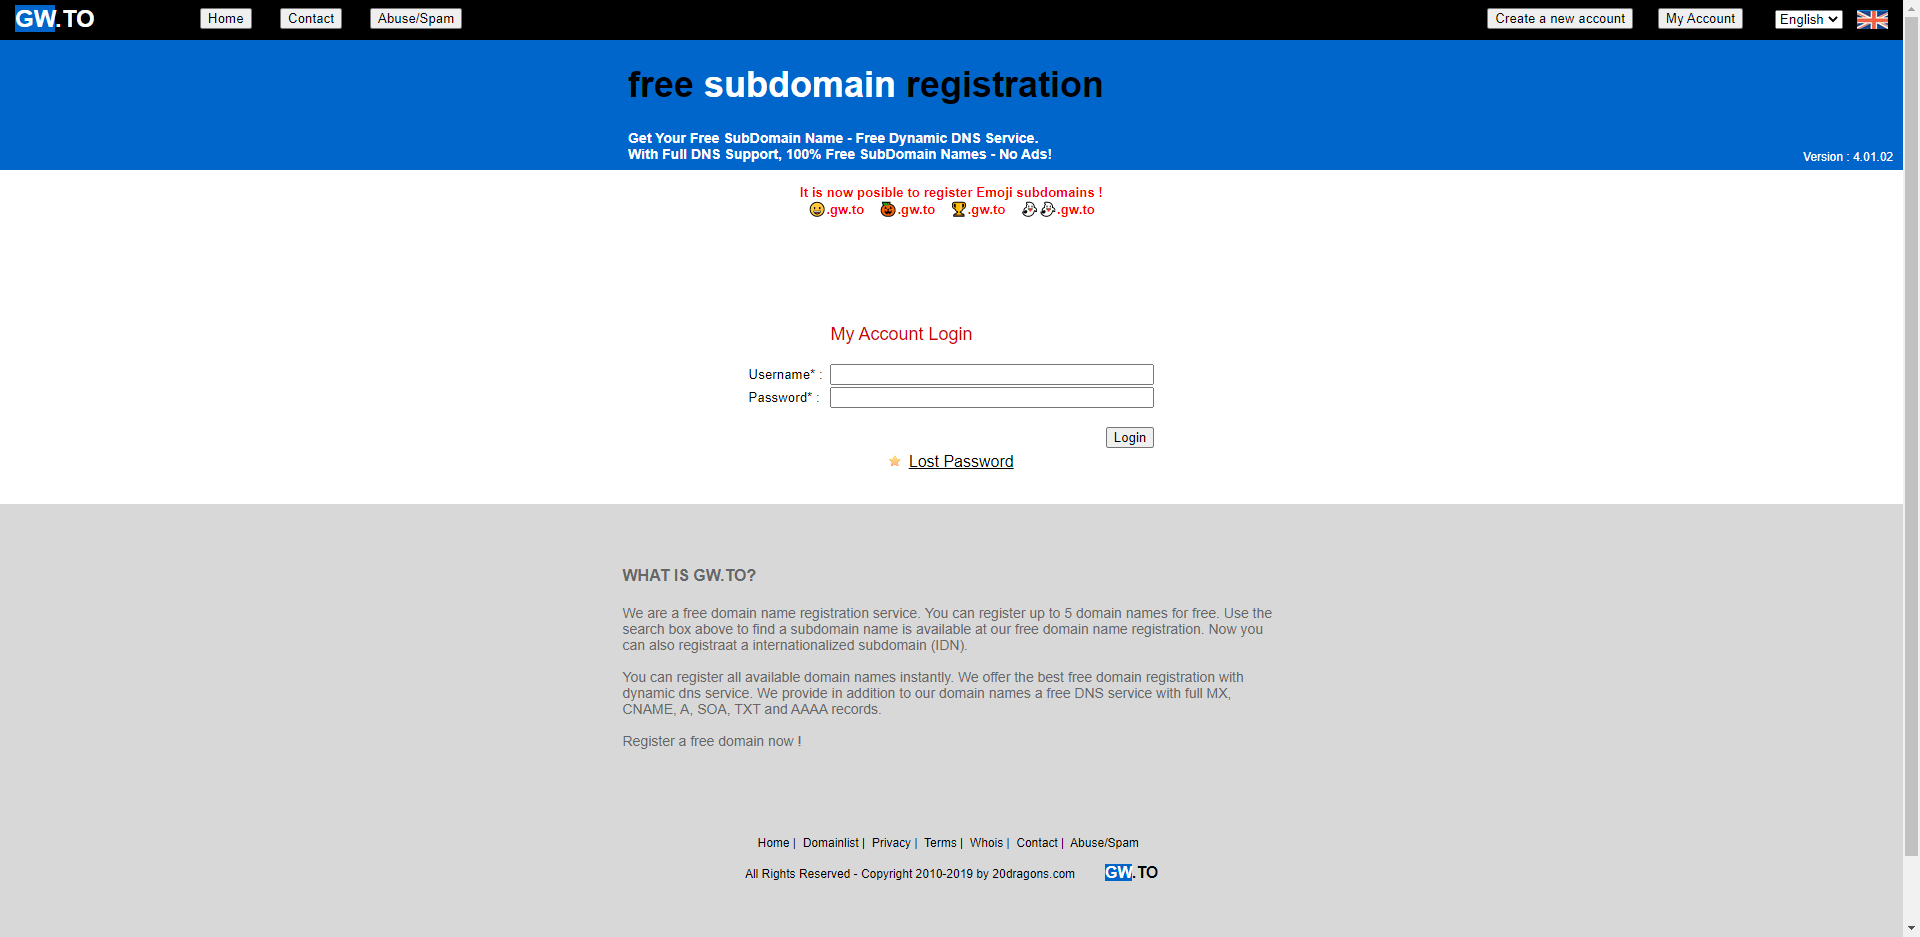 GW.TO Home Contact Abuse/Spam Create a new account My Account English
free subdomain registration
Get Your Free SubDomain Name - Free Dynamic DNS Service.
With Full DNS Support, 100% Free SubDomain Names - No Ads!
Version : 4.01.02
It is now posible to register Emoji subdomains !
😀.gw.to 🎃.gw.to 🏆.gw.to 👻👻.gw.to
My Account Login
Username* :
Password* :
Login
Lost Password
WHAT IS GW.TO?
We are a free domain name registration service. You can register up to 5 domain names for free. Use the
search box above to find a subdomain name is available at our free domain name registration. Now you
can also registraat a internationalized subdomain (IDN).
You can register all available domain names instantly. We offer the best free domain registration with
dynamic dns service. We provide in addition to our domain names a free DNS service with full MX,
CNAME, A, SOA, TXT and AAAA records.
Register a free domain now !
Home | Domainlist | Privacy | Terms | Whois | Contact | Abuse/Spam
All Rights Reserved - Copyright 2010-2019 by 20dragons.com GW.TO